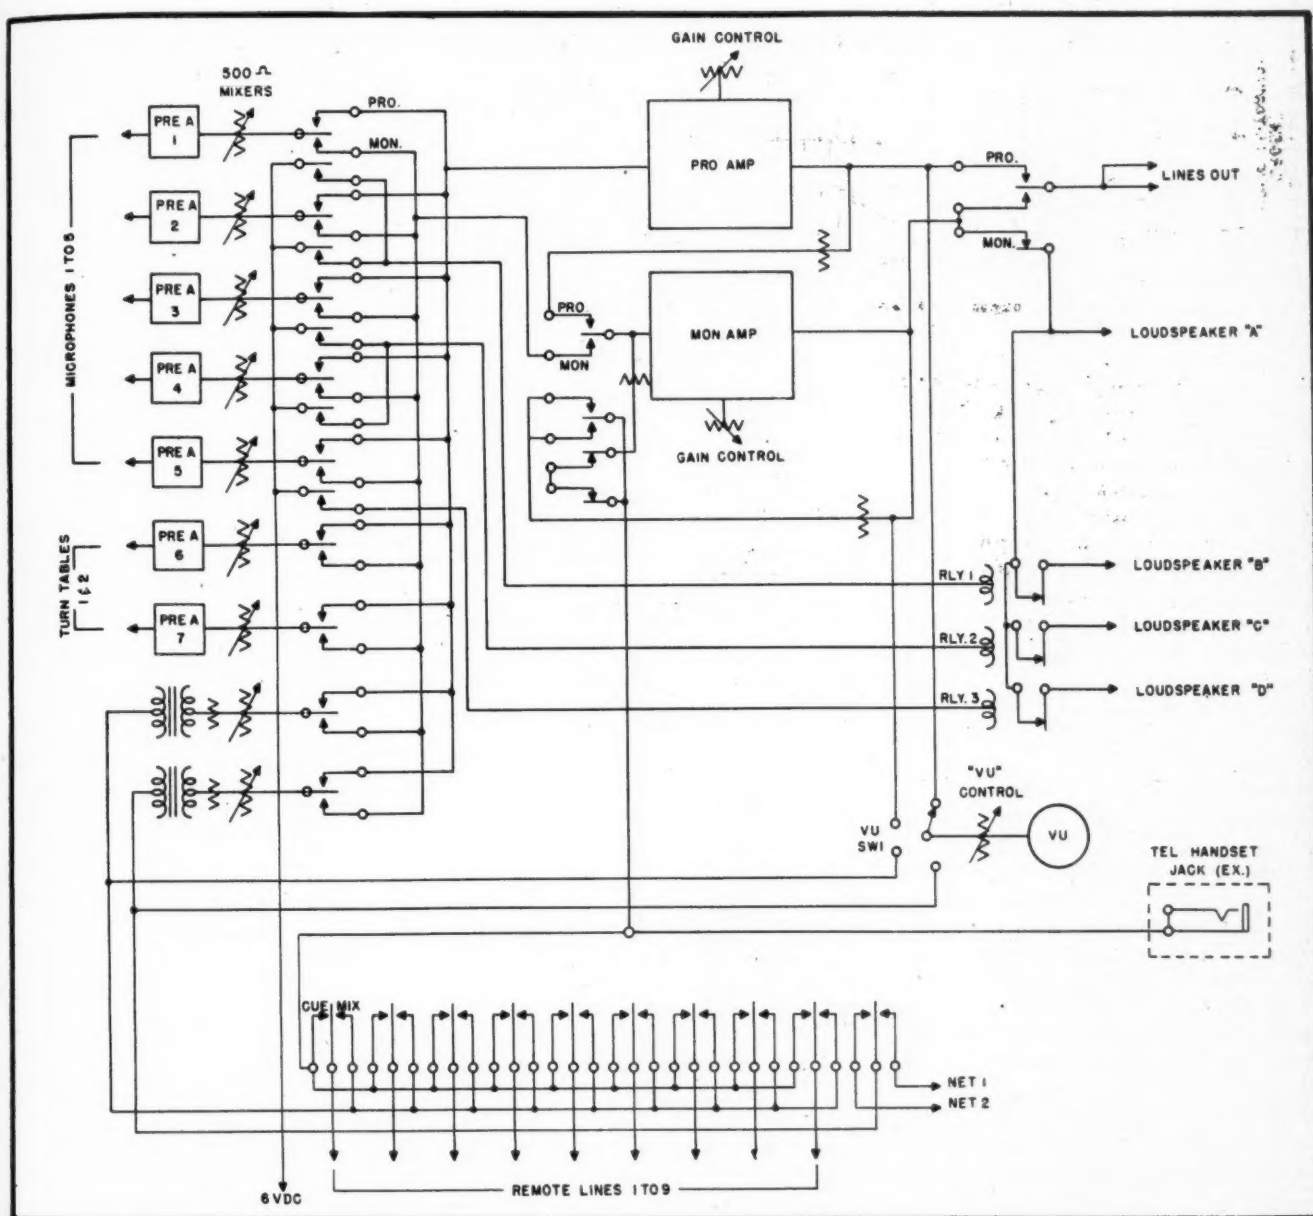 GAIN CONTROL
500 Ω
MIXERS
PRO.
MON.
PRE A
1
PRE A
2
PRE A
3
PRE A
4
PRE A
5
PRE A
6
PRE A
7
MICROPHONES 1 TO 5
TURN TABLES
1 & 2
PRO AMP
PRO.
MON.
LINES OUT
PRO.
MON
MON AMP
GAIN CONTROL
LOUDSPEAKER "A"
RLY. 1
LOUDSPEAKER "B"
RLY. 2
LOUDSPEAKER "C"
RLY. 3
LOUDSPEAKER "D"
"VU"
CONTROL
VU
SW1
VU
TEL HANDSET
JACK (EX.)
CUE MIX
NET 1
NET 2
REMOTE LINES 1 TO 9
6 VDC